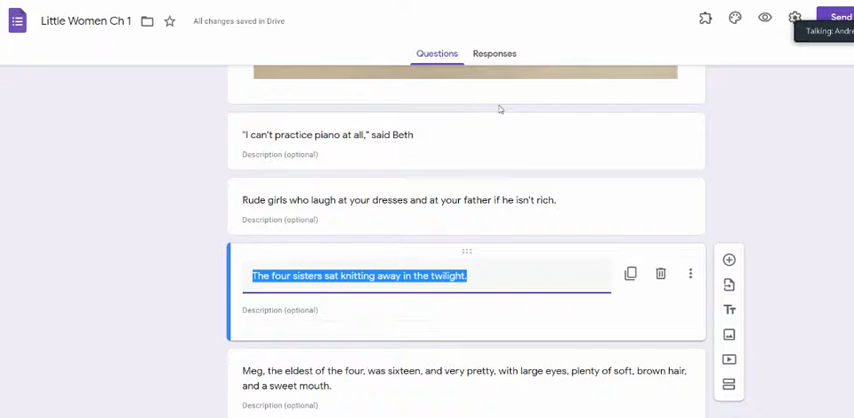 Little Women Ch 1
All changes saved in Drive
Send
Talking: Andre
Questions
Responses
"I can't practice piano at all," said Beth
Description (optional)
Rude girls who laugh at your dresses and at your father if he isn't rich.
Description (optional)
The four sisters sat knitting away in the twilight.
Description (optional)
Tt
Meg, the eldest of the four, was sixteen, and very pretty, with large eyes, plenty of soft, brown hair,
and a sweet mouth.
Description (optional)